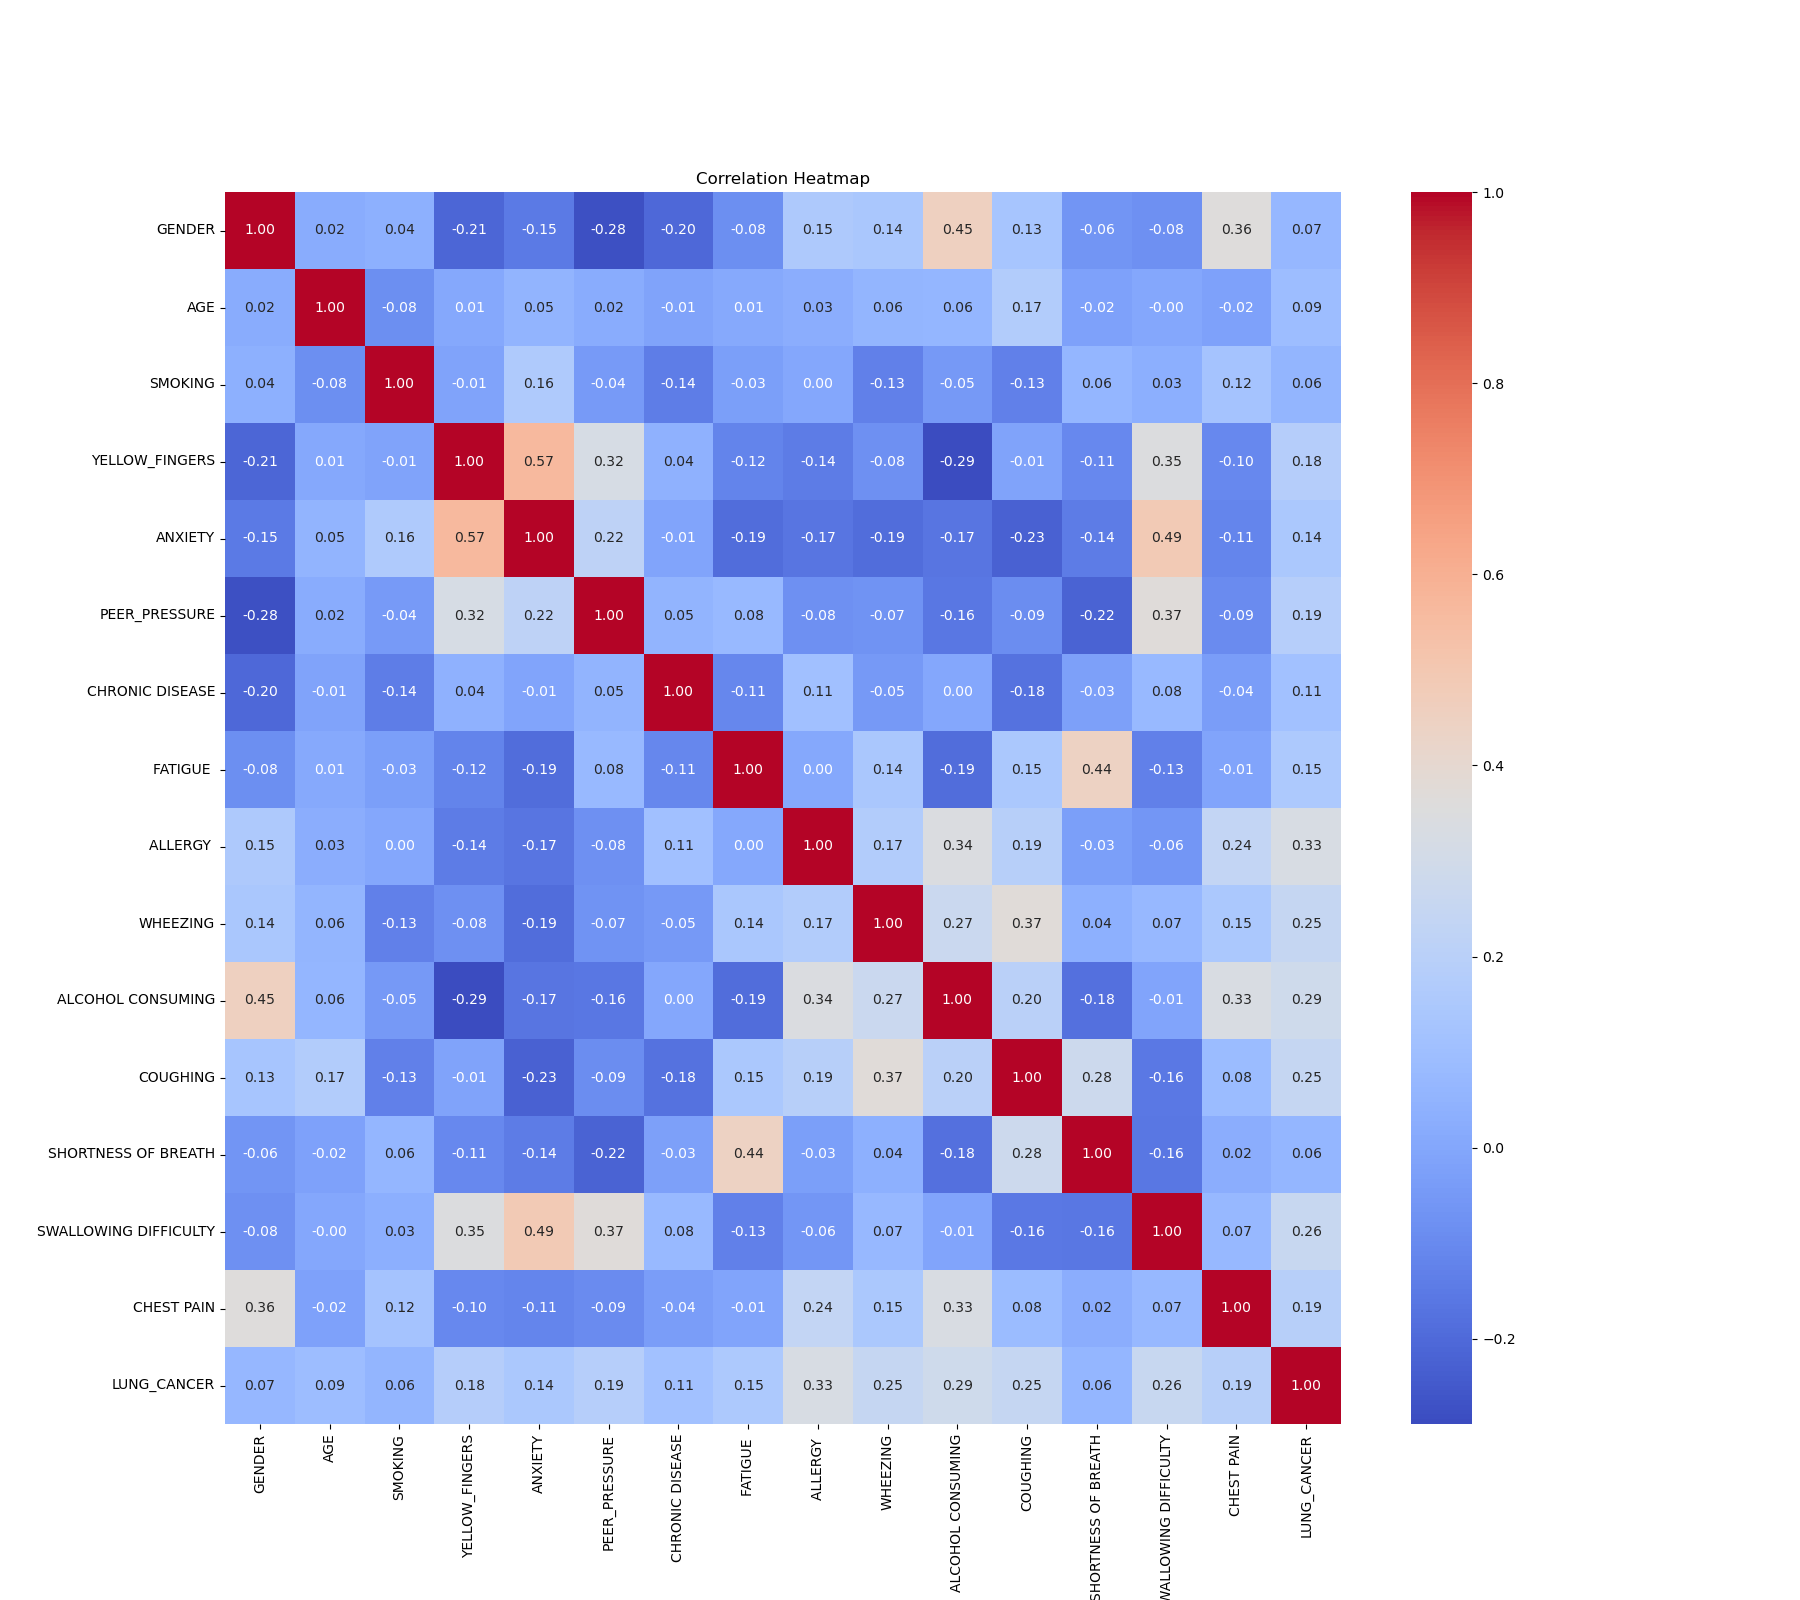 Correlation Heatmap
GENDER 1.00 0.02 0.04 -0.21 -0.15 -0.28 -0.20 -0.08 0.15 0.14 0.45 0.13 -0.06 -0.08 0.36 0.07
AGE 0.02 1.00 -0.08 0.01 0.05 0.02 -0.01 0.01 0.03 0.06 0.06 0.17 -0.02 -0.00 -0.02 0.09
SMOKING 0.04 -0.08 1.00 -0.01 0.16 -0.04 -0.14 -0.03 0.00 -0.13 -0.05 -0.13 0.06 0.03 0.12 0.06
YELLOW_FINGERS -0.21 0.01 -0.01 1.00 0.57 0.32 0.04 -0.12 -0.14 -0.08 -0.29 -0.01 -0.11 0.35 -0.10 0.18
ANXIETY -0.15 0.05 0.16 0.57 1.00 0.22 -0.01 -0.19 -0.17 -0.19 -0.17 -0.23 -0.14 0.49 -0.11 0.14
PEER_PRESSURE -0.28 0.02 -0.04 0.32 0.22 1.00 0.05 0.08 -0.08 -0.07 -0.16 -0.09 -0.22 0.37 -0.09 0.19
CHRONIC DISEASE -0.20 -0.01 -0.14 0.04 -0.01 0.05 1.00 -0.11 0.11 -0.05 0.00 -0.18 -0.03 0.08 -0.04 0.11
FATIGUE -0.08 0.01 -0.03 -0.12 -0.19 0.08 -0.11 1.00 0.00 0.14 -0.19 0.15 0.44 -0.13 -0.01 0.15
ALLERGY 0.15 0.03 0.00 -0.14 -0.17 -0.08 0.11 0.00 1.00 0.17 0.34 0.19 -0.03 -0.06 0.24 0.33
WHEEZING 0.14 0.06 -0.13 -0.08 -0.19 -0.07 -0.05 0.14 0.17 1.00 0.27 0.37 0.04 0.07 0.15 0.25
ALCOHOL CONSUMING 0.45 0.06 -0.05 -0.29 -0.17 -0.16 0.00 -0.19 0.34 0.27 1.00 0.20 -0.18 -0.01 0.33 0.29
COUGHING 0.13 0.17 -0.13 -0.01 -0.23 -0.09 -0.18 0.15 0.19 0.37 0.20 1.00 0.28 -0.16 0.08 0.25
SHORTNESS OF BREATH -0.06 -0.02 0.06 -0.11 -0.14 -0.22 -0.03 0.44 -0.03 0.04 -0.18 0.28 1.00 -0.16 0.02 0.06
SWALLOWING DIFFICULTY -0.08 -0.00 0.03 0.35 0.49 0.37 0.08 -0.13 -0.06 0.07 -0.01 -0.16 -0.16 1.00 0.07 0.26
CHEST PAIN 0.36 -0.02 0.12 -0.10 -0.11 -0.09 -0.04 -0.01 0.24 0.15 0.33 0.08 0.02 0.07 1.00 0.19
LUNG_CANCER 0.07 0.09 0.06 0.18 0.14 0.19 0.11 0.15 0.33 0.25 0.29 0.25 0.06 0.26 0.19 1.00
GENDER
AGE
SMOKING
YELLOW_FINGERS
ANXIETY
PEER_PRESSURE
CHRONIC DISEASE
FATIGUE
ALLERGY
WHEEZING
ALCOHOL CONSUMING
COUGHING
SHORTNESS OF BREATH
WALLOWING DIFFICULTY
CHEST PAIN
LUNG_CANCER
1.0
0.8
0.6
0.4
0.2
0.0
−0.2